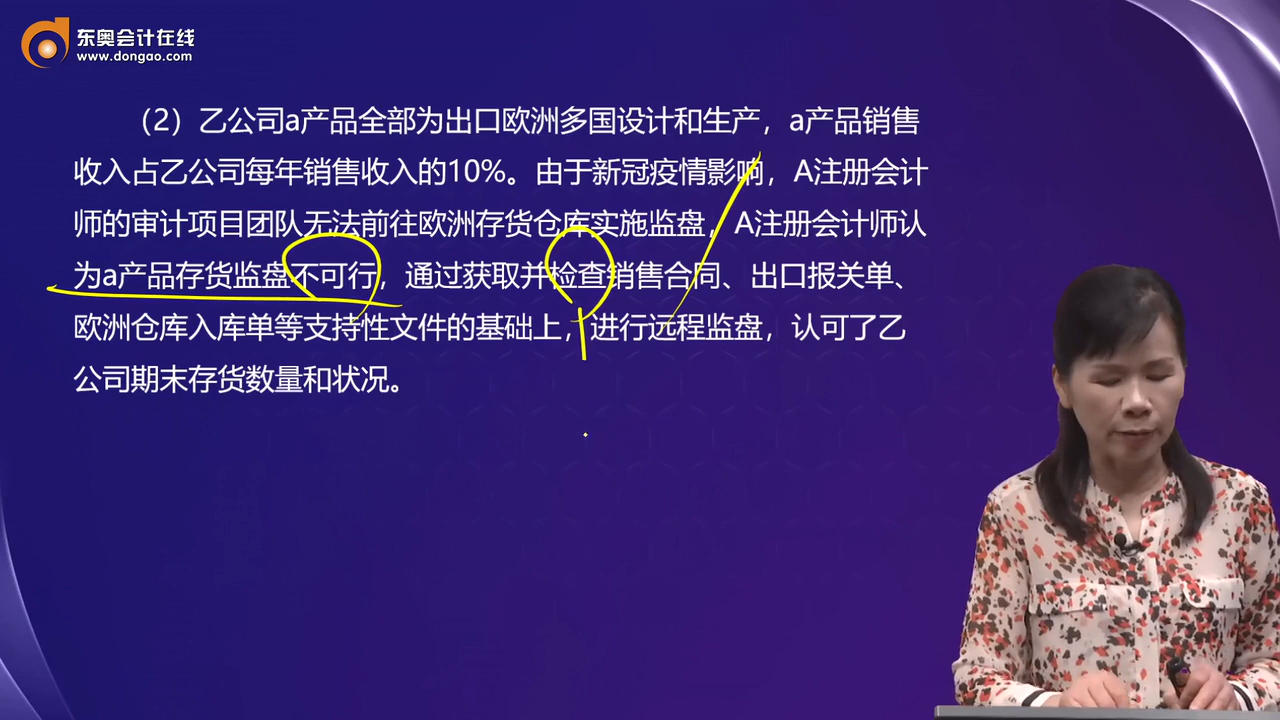 东奥会计在线
www.dongao.com
（2）乙公司a产品全部为出口欧洲多国设计和生产，a产品销售
收入占乙公司每年销售收入的10%。由于新冠疫情影响，A注册会计
师的审计项目团队无法前往欧洲存货仓库实施监盘，A注册会计师认
为a产品存货监盘不可行，通过获取并检查销售合同、出口报关单、
欧洲仓库入库单等支持性文件的基础上，进行远程监盘，认可了乙
公司期末存货数量和状况。